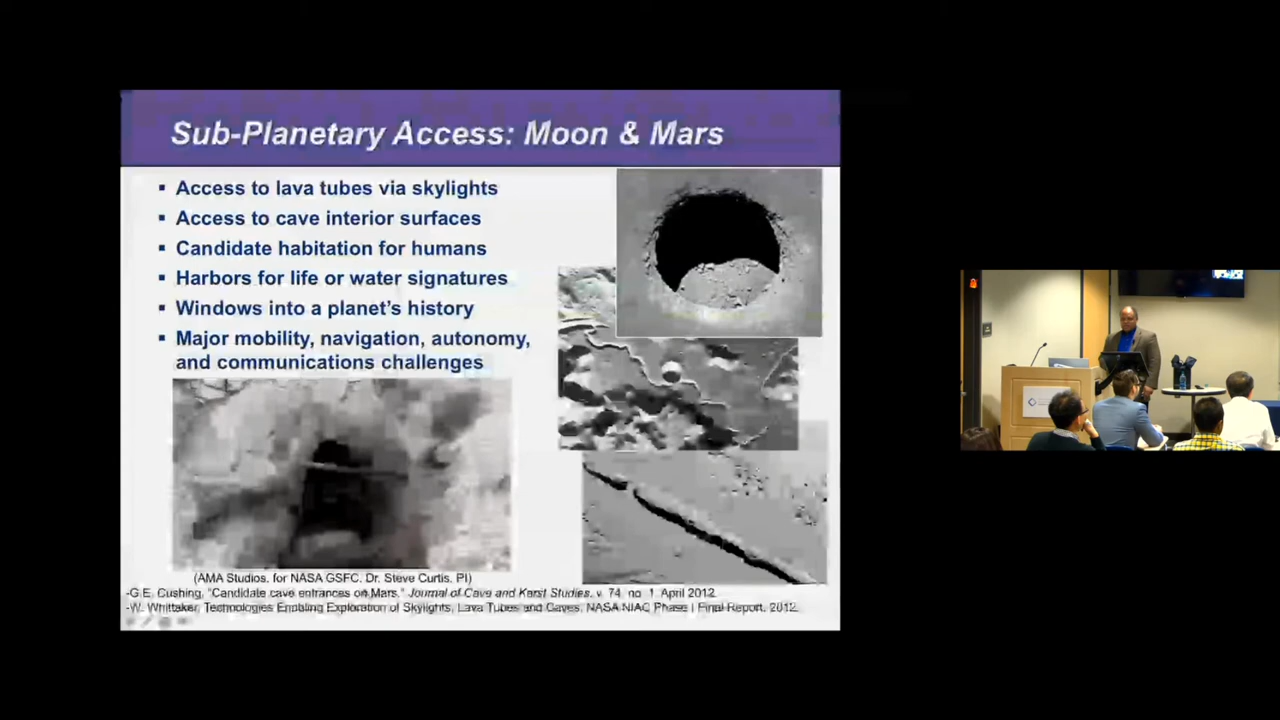 Sub-Planetary Access: Moon & Mars
▪ Access to lava tubes via skylights
▪ Access to cave interior surfaces
▪ Candidate habitation for humans
▪ Harbors for life or water signatures
▪ Windows into a planet's history
▪ Major mobility, navigation, autonomy,
and communications challenges
(AMA Studios, for NASA GSFC, Dr. Steve Curtis, PI)
-G.E. Cushing, "Candidate cave entrances on Mars," Journal of Cave and Karst Studies, v. 74, no. 1, April 2012.
-W. Whittaker, Technologies Enabling Exploration of Skylights, Lava Tubes and Caves, NASA NIAC Phase I Final Report, 2012.